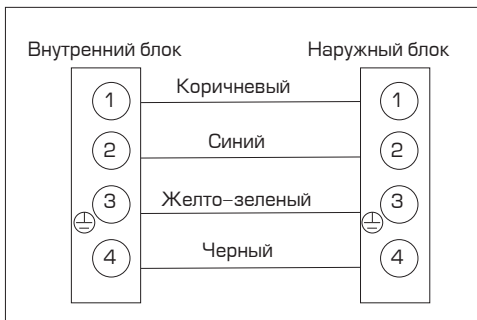 Внутренний блок Наружный блок
1 Коричневый 1
2 Синий 2
3 Желто-зеленый 3
4 Черный 4